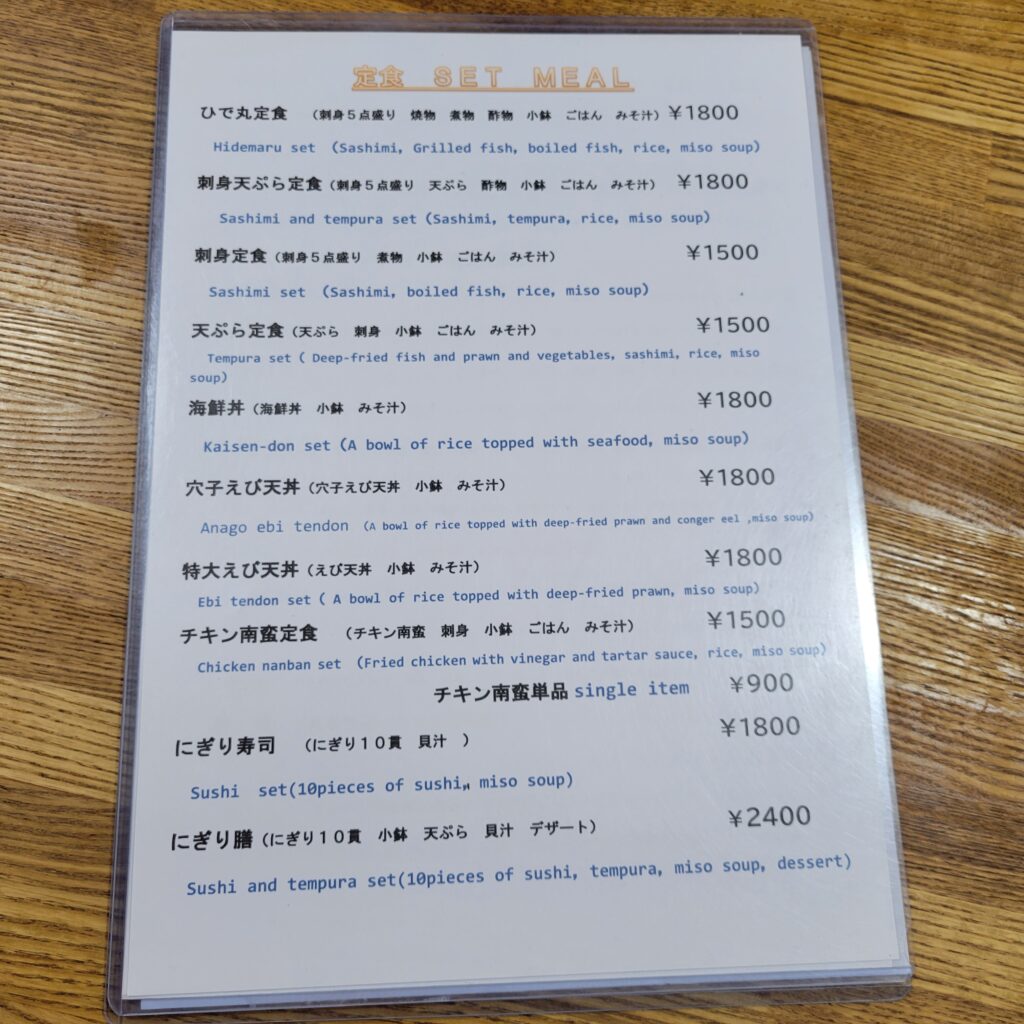 定食 SET MEAL
ひで丸定食 （刺身５点盛り 焼物 煮物 酢物 小鉢 ごはん みそ汁） ￥1800
Hidemaru set (Sashimi, Grilled fish, boiled fish, rice, miso soup)
刺身天ぷら定食（刺身５点盛り 天ぷら 酢物 小鉢 ごはん みそ汁） ￥1800
Sashimi and tempura set (Sashimi, tempura, rice, miso soup)
刺身定食（刺身５点盛り 煮物 小鉢 ごはん みそ汁） ￥1500
Sashimi set (Sashimi, boiled fish, rice, miso soup)
天ぷら定食（天ぷら 刺身 小鉢 ごはん みそ汁） ￥1500
Tempura set ( Deep-fried fish and prawn and vegetables, sashimi, rice, miso
soup)
海鮮丼（海鮮丼 小鉢 みそ汁） ￥1800
Kaisen-don set (A bowl of rice topped with seafood, miso soup)
穴子えび天丼（穴子えび天丼 小鉢 みそ汁） ￥1800
Anago ebi tendon (A bowl of rice topped with deep-fried prawn and conger eel ,miso soup)
特大えび天丼（えび天丼 小鉢 みそ汁） ￥1800
Ebi tendon set ( A bowl of rice topped with deep-fried prawn, miso soup)
チキン南蛮定食 （チキン南蛮 刺身 小鉢 ごはん みそ汁） ￥1500
Chicken nanban set (Fried chicken with vinegar and tartar sauce, rice, miso soup)
チキン南蛮単品 single item ￥900
にぎり寿司 （にぎり１０貫 貝汁 ） ￥1800
Sushi set(10pieces of sushi, miso soup)
にぎり膳（にぎり１０貫 小鉢 天ぷら 貝汁 デザート） ￥2400
Sushi and tempura set(10pieces of sushi, tempura, miso soup, dessert)